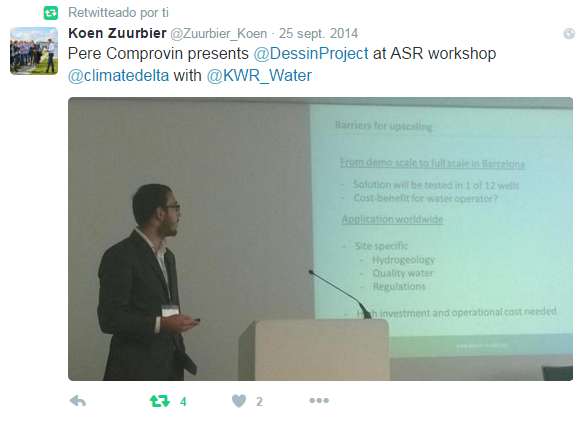 Retwitteado por ti
Koen Zuurbier @Zuurbier_Koen · 25 sept. 2014
Pere Comprovin presents @DessinProject at ASR workshop
@climatedelta with @KWR_Water
Barriers for upscaling
From demo scale to full scale in Barcelona
- Solution will be tested in 1 of 12 wells
- Cost-benefit for water operator?
Application worldwide
- Site specific
- Hydrogeology
- Quality water
- Regulations
- High investment and operational cost needed
4
2